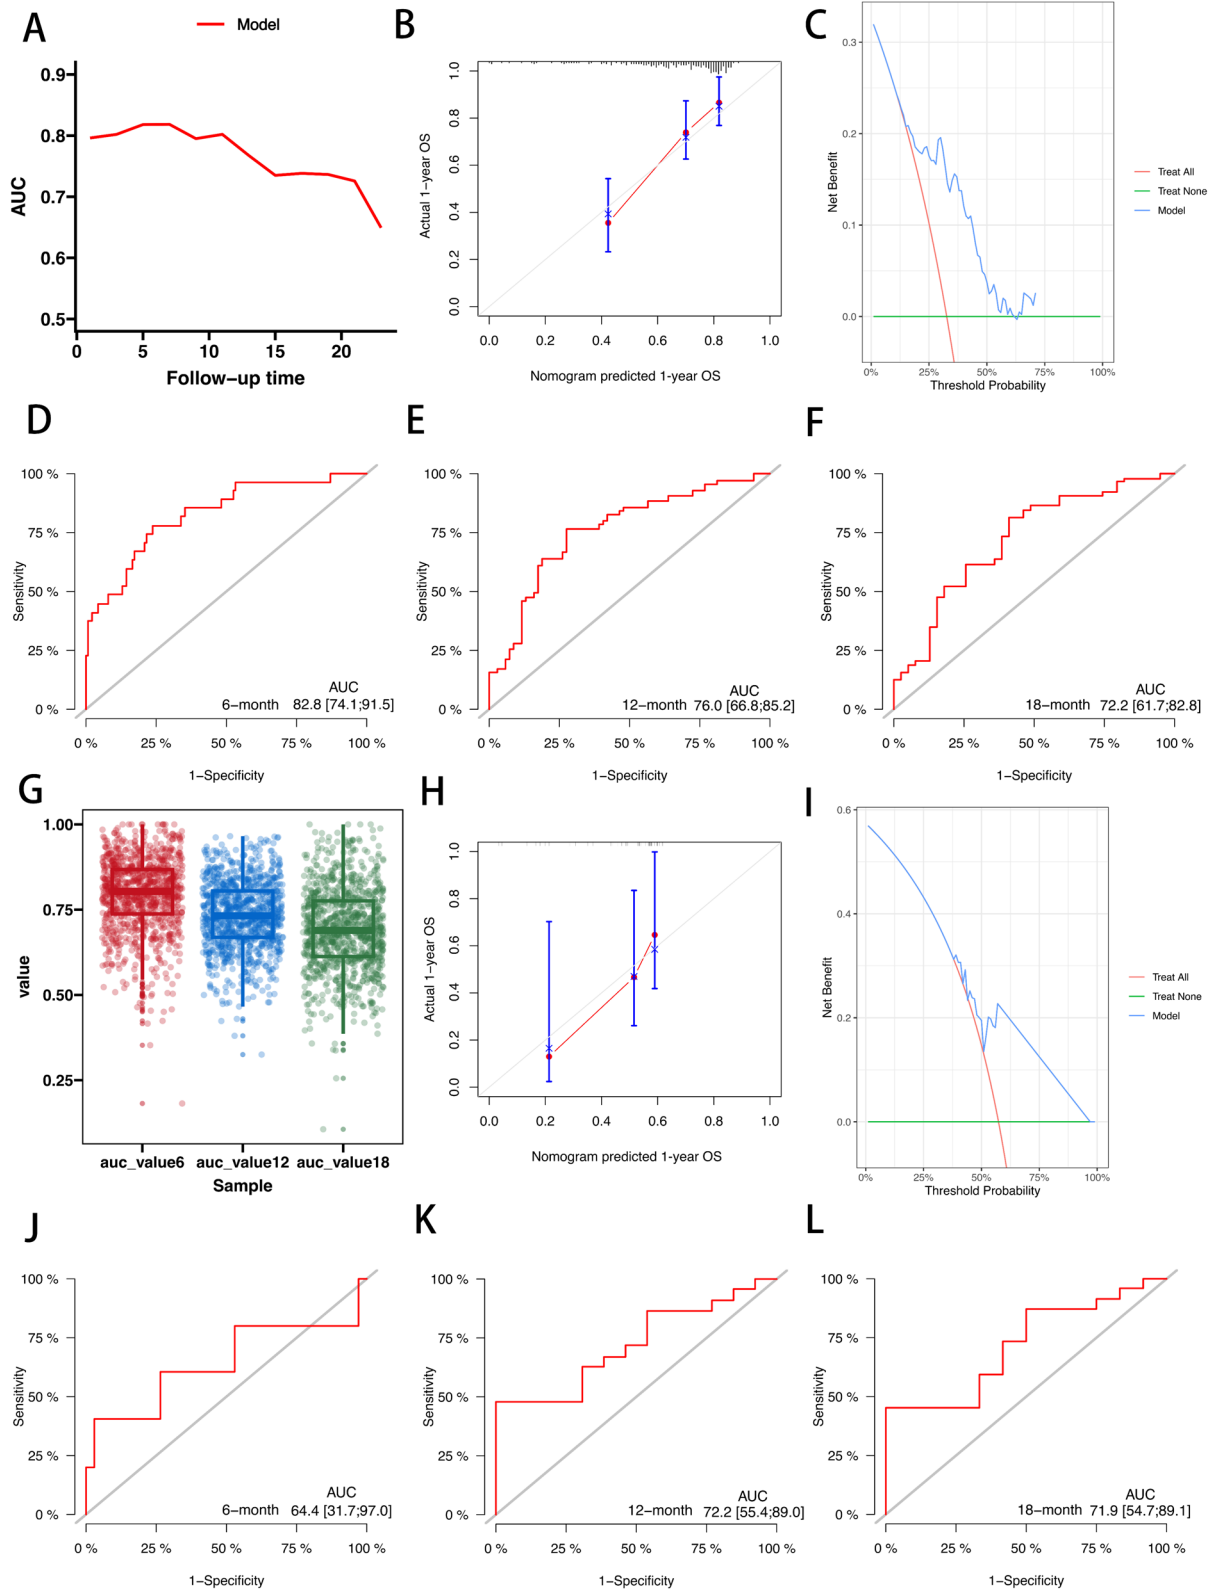 A
Model
AUC
0.9
0.8
0.7
0.6
0.5
0 5 10 15 20
Follow-up time
B
Actual 1-year OS
0.0 0.2 0.4 0.6 0.8 1.0
0.0 0.2 0.4 0.6 0.8 1.0
Nomogram predicted 1-year OS
C
Net Benefit
0.3
0.2
0.1
0.0
0% 25% 50% 75% 100%
Threshold Probability
Treat All
Treat None
Model
D
Sensitivity
100 %
75 %
50 %
25 %
0 %
AUC
6-month 82.8 [74.1;91.5]
0 % 25 % 50 % 75 % 100 %
1-Specificity
E
Sensitivity
100 %
75 %
50 %
25 %
0 %
AUC
12-month 76.0 [66.8;85.2]
0 % 25 % 50 % 75 % 100 %
1-Specificity
F
Sensitivity
100 %
75 %
50 %
25 %
0 %
AUC
18-month 72.2 [61.7;82.8]
0 % 25 % 50 % 75 % 100 %
1-Specificity
G
value
1.00
0.75
0.50
0.25
auc_value6 auc_value12 auc_value18
Sample
H
Actual 1-year OS
0.0 0.2 0.4 0.6 0.8 1.0
0.0 0.2 0.4 0.6 0.8 1.0
Nomogram predicted 1-year OS
I
Net Benefit
0.6
0.4
0.2
0.0
0% 25% 50% 75% 100%
Threshold Probability
Treat All
Treat None
Model
J
Sensitivity
100 %
75 %
50 %
25 %
0 %
AUC
6-month 64.4 [31.7;97.0]
0 % 25 % 50 % 75 % 100 %
1-Specificity
K
Sensitivity
100 %
75 %
50 %
25 %
0 %
AUC
12-month 72.2 [55.4;89.0]
0 % 25 % 50 % 75 % 100 %
1-Specificity
L
Sensitivity
100 %
75 %
50 %
25 %
0 %
AUC
18-month 71.9 [54.7;89.1]
0 % 25 % 50 % 75 % 100 %
1-Specificity